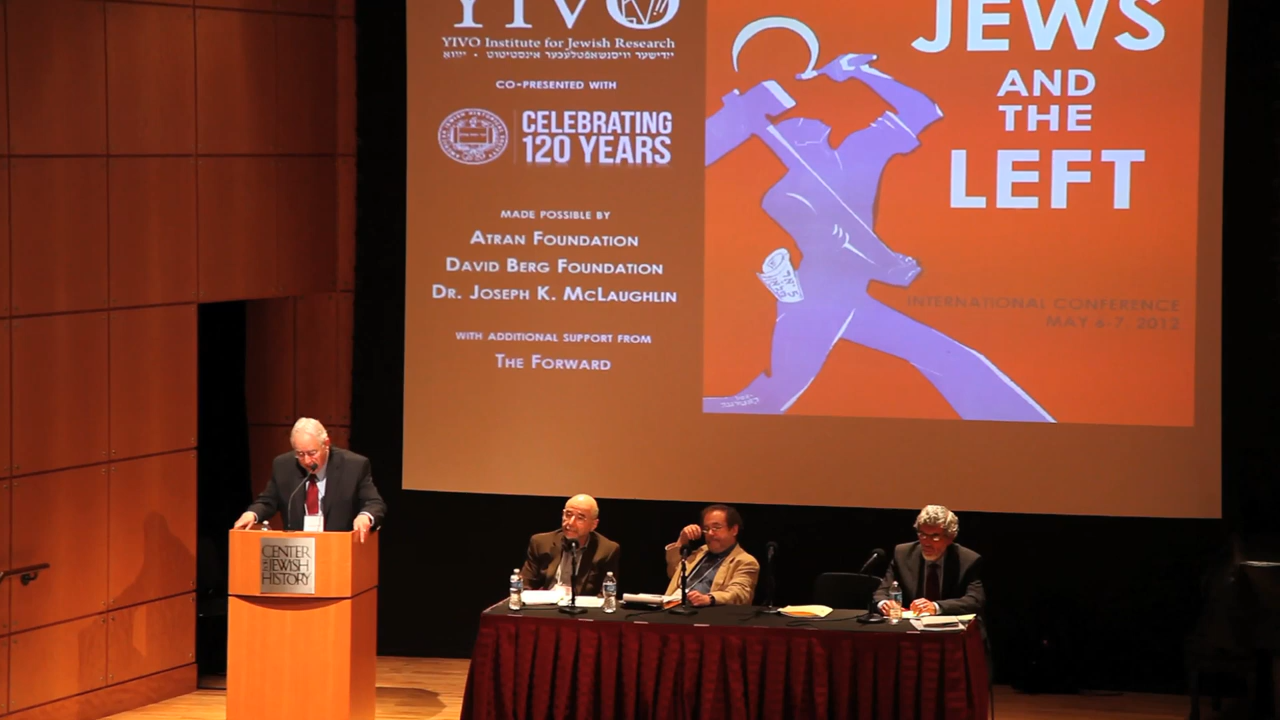 YIVO
YIVO Institute for Jewish Research
ייִדישער וויסנשאַפֿטלעכער אינסטיטוט • ייִוואָ
CO-PRESENTED WITH
CELEBRATING
120 YEARS
MADE POSSIBLE BY
ATRAN FOUNDATION
DAVID BERG FOUNDATION
DR. JOSEPH K. MCLAUGHLIN
WITH ADDITIONAL SUPPORT FROM
THE FORWARD
JEWS
AND
THE
LEFT
INTERNATIONAL CONFERENCE
MAY 6-7, 2012
CENTER
FOR JEWISH
HISTORY